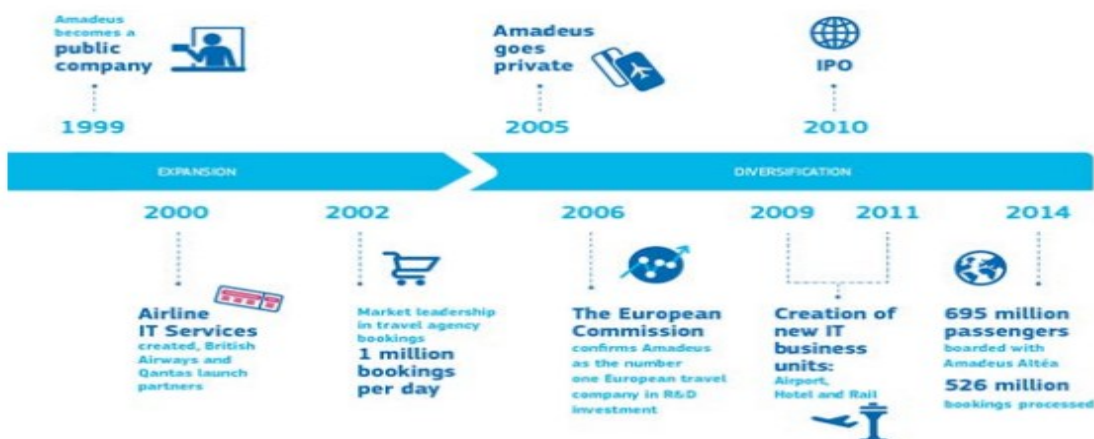 Amadeus
becomes a
public
company
1999
Amadeus
goes
private
2005
IPO
2010
EXPANSION
DIVERSIFICATION
2000
Airline
IT Services
created, British
Airways and
Qantas launch
partners
2002
Market leadership
in travel agency
bookings
1 million
bookings
per day
2006
The European
Commission
confirms Amadeus
as the number
one European travel
company in R&D
investment
2009
2011
Creation of
new IT
business
units:
Airport,
Hotel and Rail
2014
695 million
passengers
boarded with
Amadeus Altéa
526 million
bookings processed